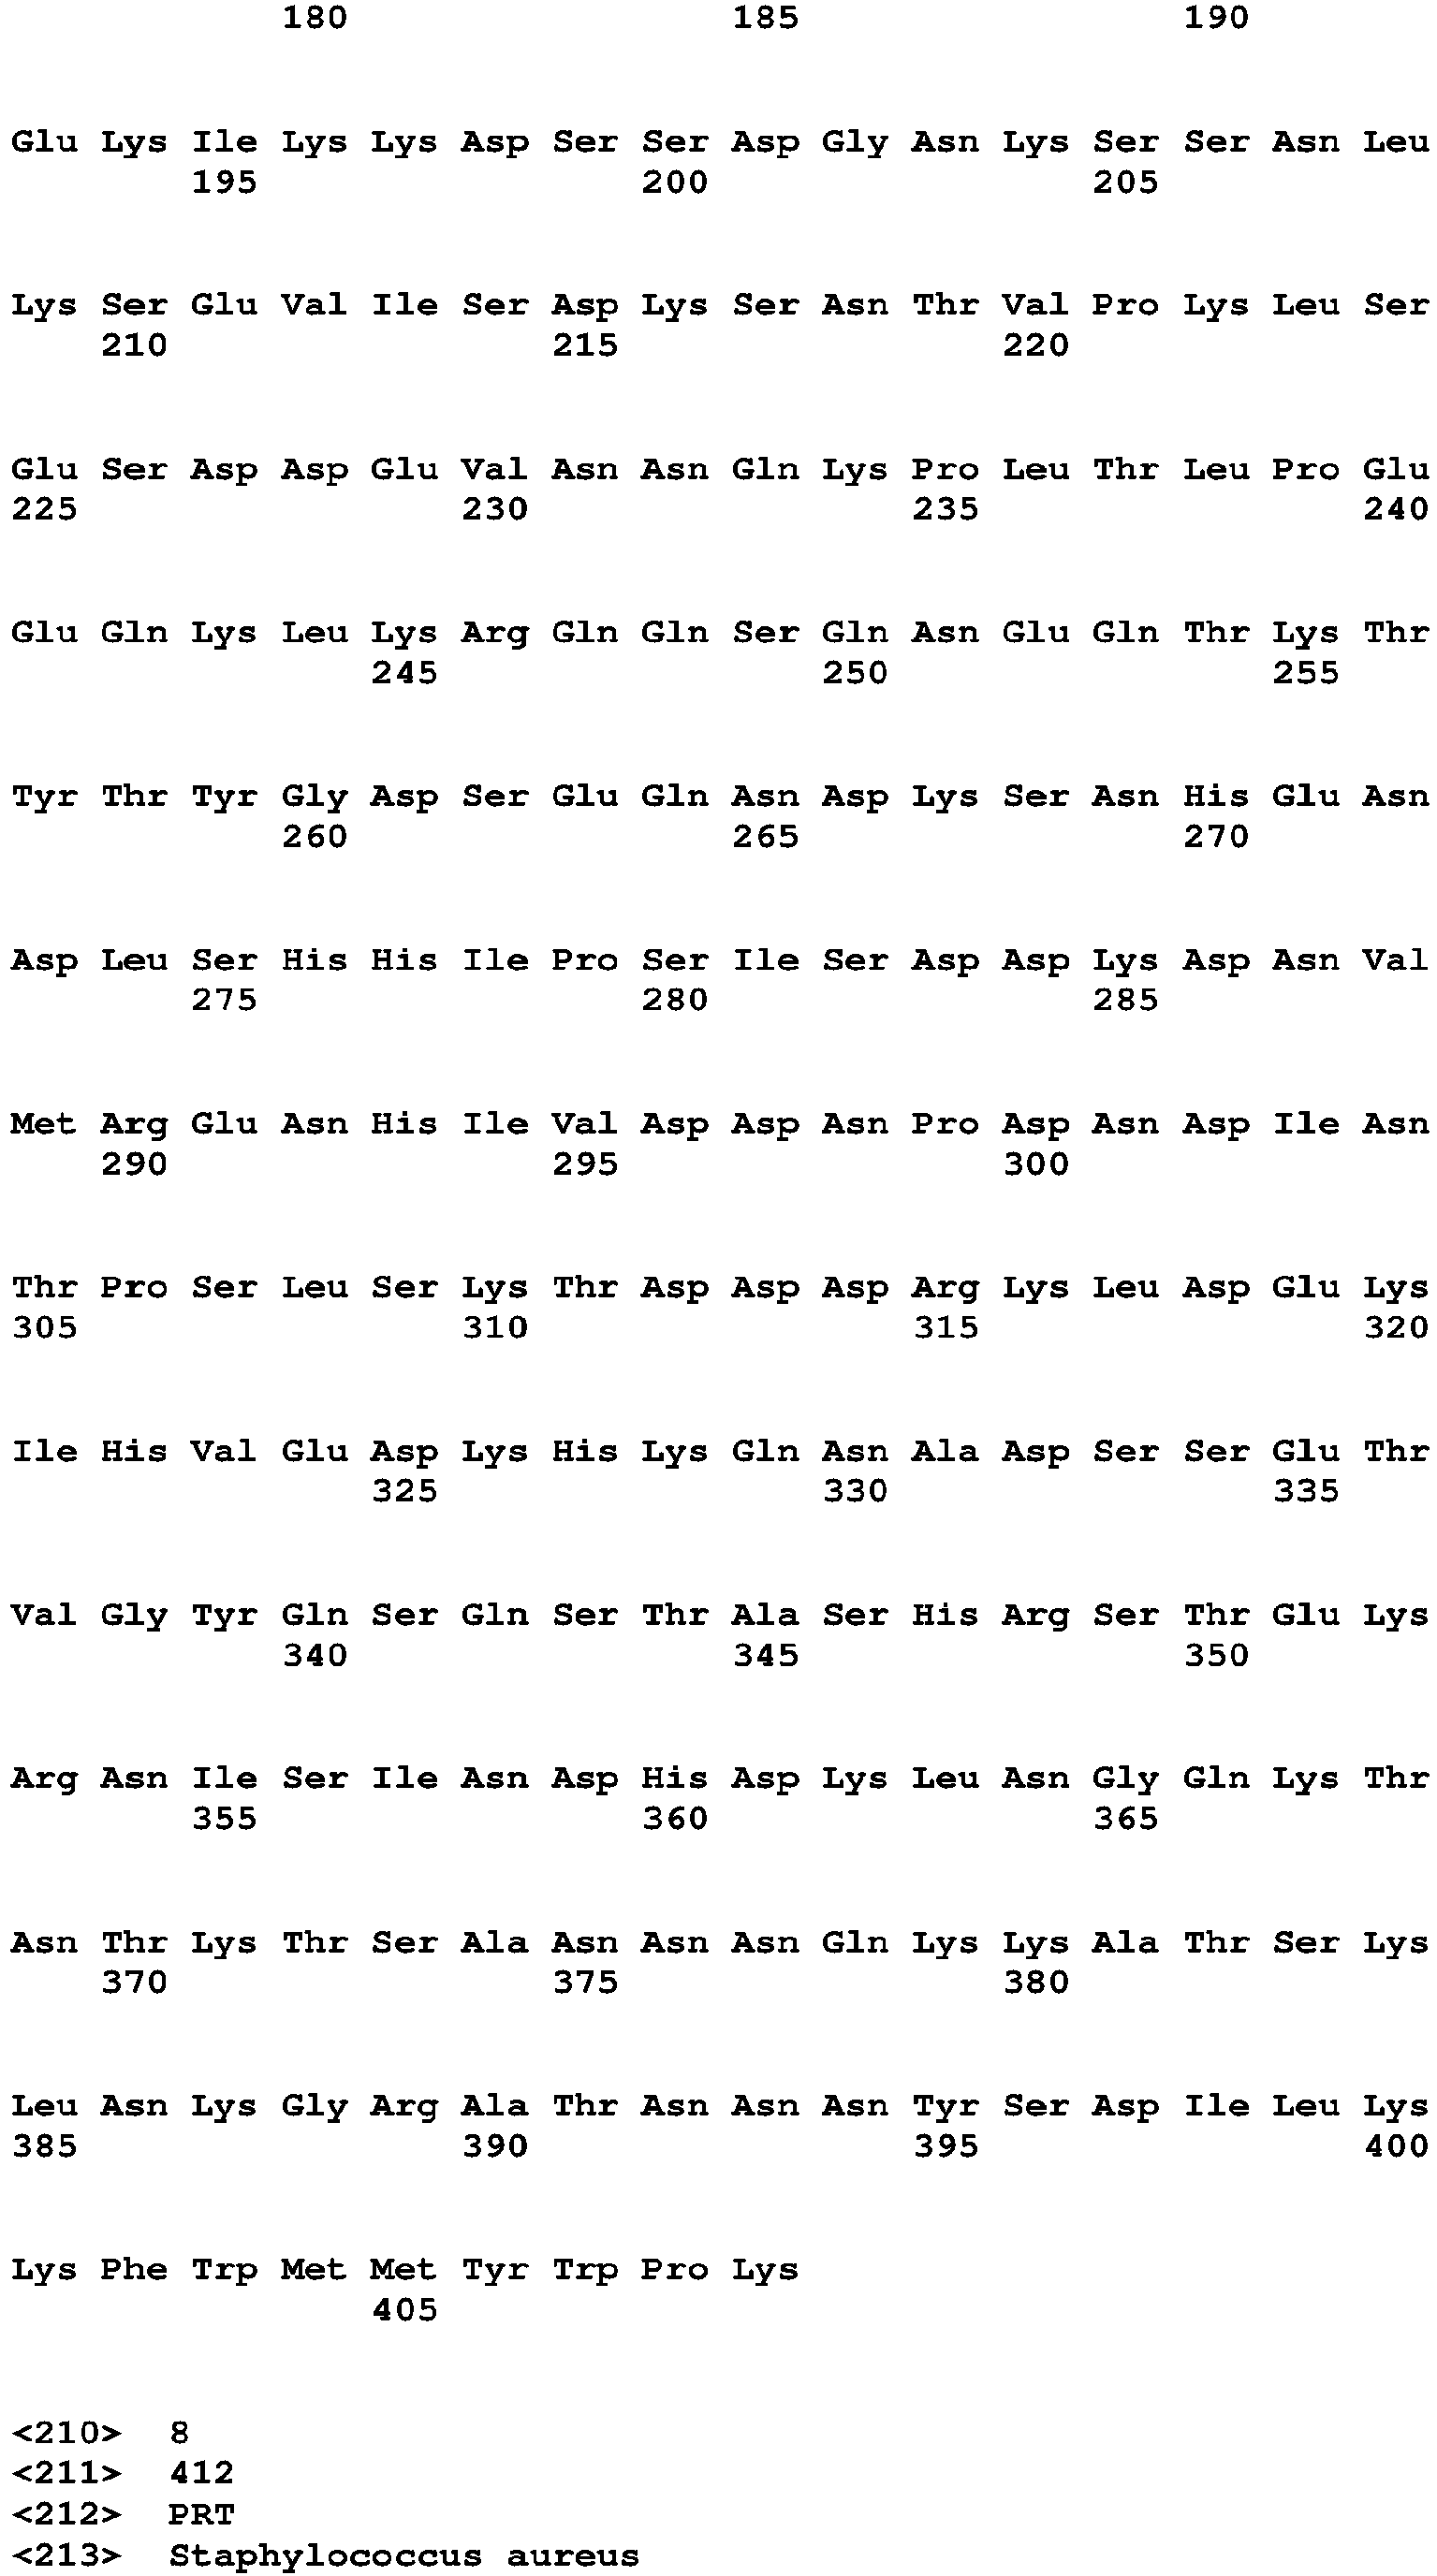 180 185 190
Glu Lys Ile Lys Lys Asp Ser Ser Asp Gly Asn Lys Ser Ser Asn Leu
195 200 205
Lys Ser Glu Val Ile Ser Asp Lys Ser Asn Thr Val Pro Lys Leu Ser
210 215 220
Glu Ser Asp Asp Glu Val Asn Asn Gln Lys Pro Leu Thr Leu Pro Glu
225 230 235 240
Glu Gln Lys Leu Lys Arg Gln Gln Ser Gln Asn Glu Gln Thr Lys Thr
245 250 255
Tyr Thr Tyr Gly Asp Ser Glu Gln Asn Asp Lys Ser Asn His Glu Asn
260 265 270
Asp Leu Ser His His Ile Pro Ser Ile Ser Asp Asp Lys Asp Asn Val
275 280 285
Met Arg Glu Asn His Ile Val Asp Asp Asn Pro Asp Asn Asp Ile Asn
290 295 300
Thr Pro Ser Leu Ser Lys Thr Asp Asp Asp Arg Lys Leu Asp Glu Lys
305 310 315 320
Ile His Val Glu Asp Lys His Lys Gln Asn Ala Asp Ser Ser Glu Thr
325 330 335
Val Gly Tyr Gln Ser Gln Ser Thr Ala Ser His Arg Ser Thr Glu Lys
340 345 350
Arg Asn Ile Ser Ile Asn Asp His Asp Lys Leu Asn Gly Gln Lys Thr
355 360 365
Asn Thr Lys Thr Ser Ala Asn Asn Asn Gln Lys Lys Ala Thr Ser Lys
370 375 380
Leu Asn Lys Gly Arg Ala Thr Asn Asn Asn Tyr Ser Asp Ile Leu Lys
385 390 395 400
Lys Phe Trp Met Met Tyr Trp Pro Lys
405
<210> 8
<211> 412
<212> PRT
<213> Staphylococcus aureus